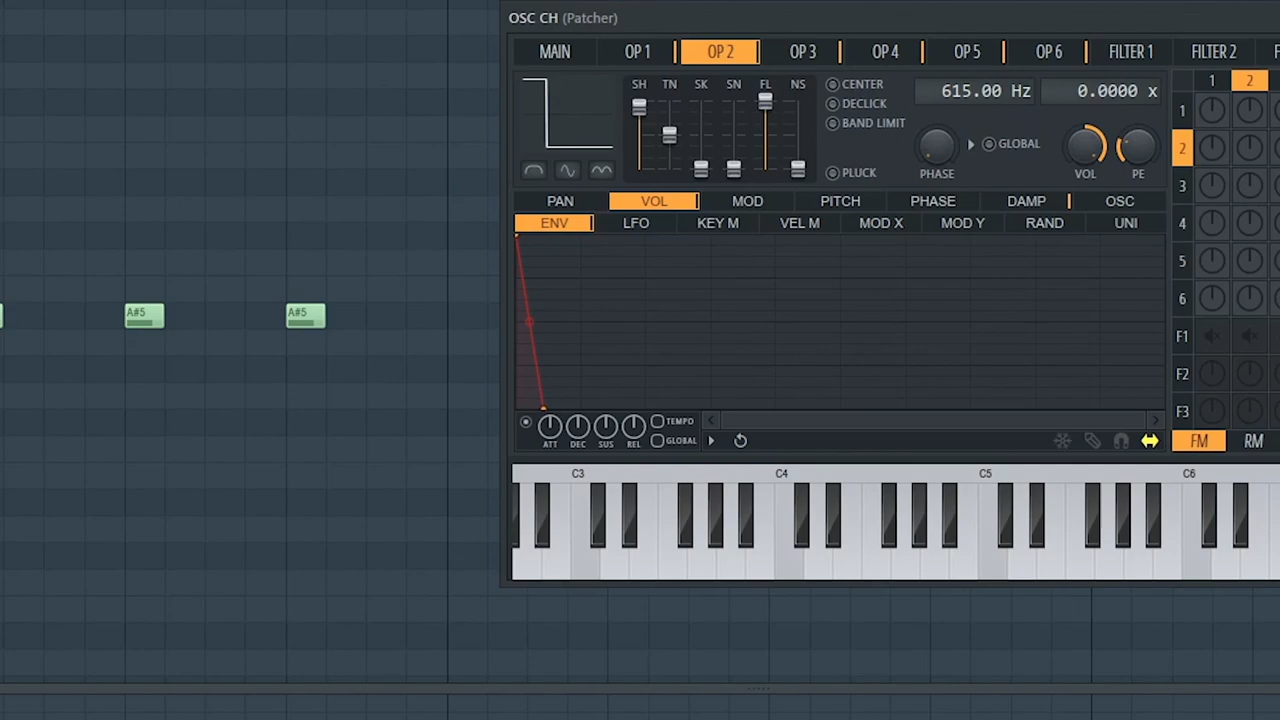 OSC CH (Patcher)
MAIN OP 1 OP 2 OP 3 OP 4 OP 5 OP 6 FILTER 1 FILTER 2 F
SH TN SK SN FL NS CENTER 615.00 Hz 0.0000 x 1 2
DECLICK
BAND LIMIT
GLOBAL
PLUCK PHASE VOL PE
PAN VOL MOD PITCH PHASE DAMP OSC
ENV LFO KEY M VEL M MOD X MOD Y RAND UNI
1
2
3
4
5
6
F1
F2
F3
A#5 A#5
ATT DEC SUS REL TEMPO
GLOBAL
FM RM
C3 C4 C5 C6